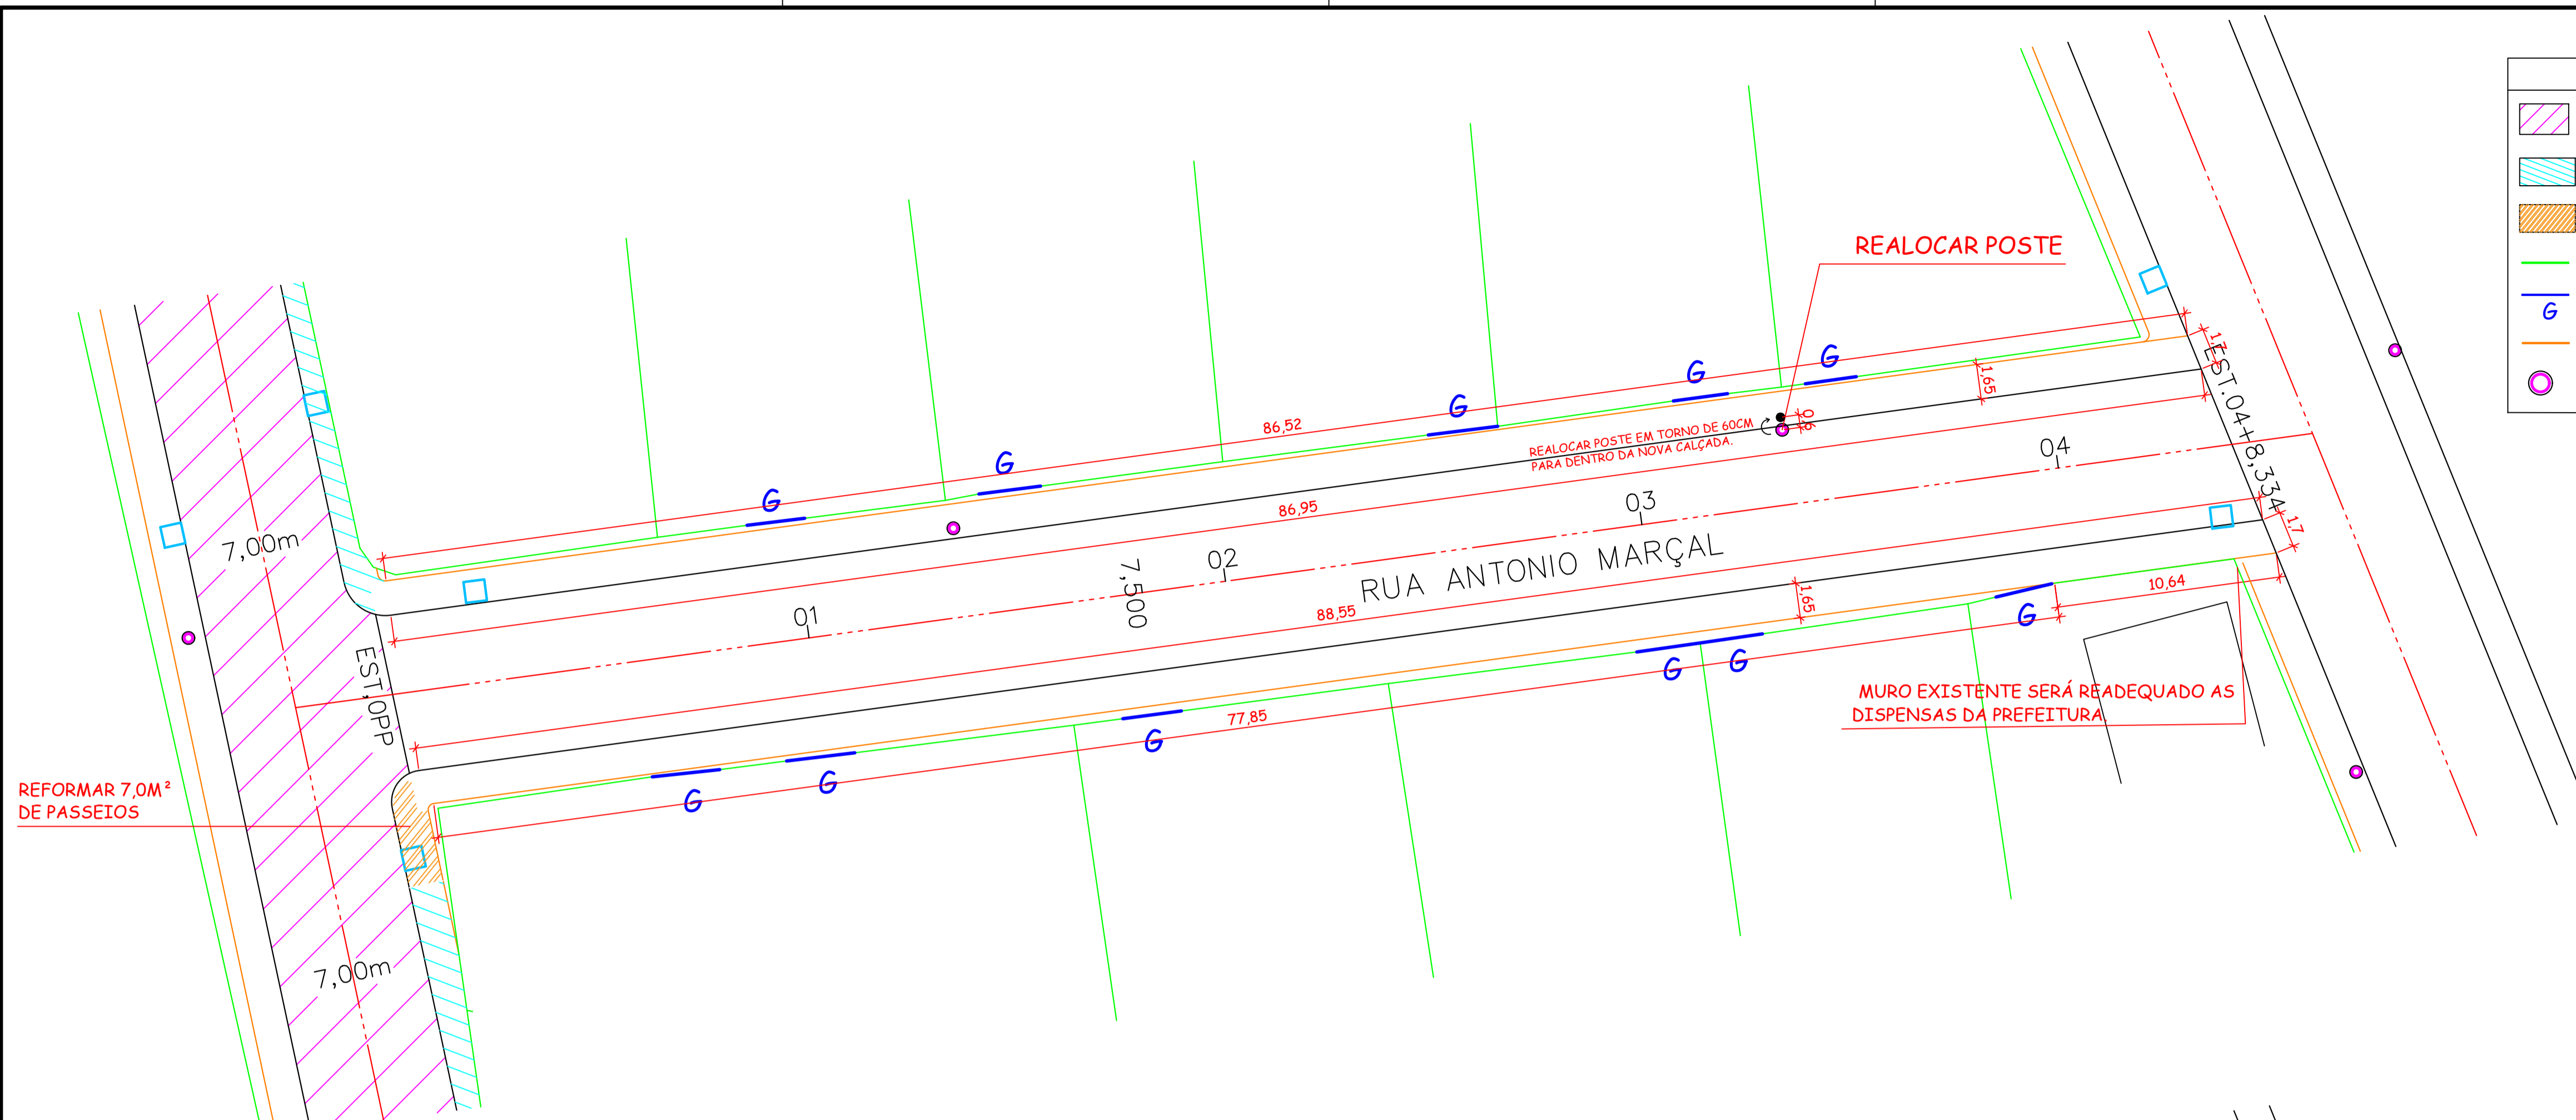 REALOCAR POSTE
G
G
G
G
G
G
86,52
1,7
1,65
0,6
REALOCAR POSTE EM TORNO DE 60CM
PARA DENTRO DA NOVA CALÇADA.
EST.04+8,334
04
03
02
01
86,95
7,00m
7,500
RUA ANTONIO MARÇAL
88,55
1,65
1,7
10,64
EST,0PP
G
G
G
G
G
G
77,85
MURO EXISTENTE SERÁ READEQUADO AS
DISPENSAS DA PREFEITURA.
REFORMAR 7,0M²
DE PASSEIOS
7,00m